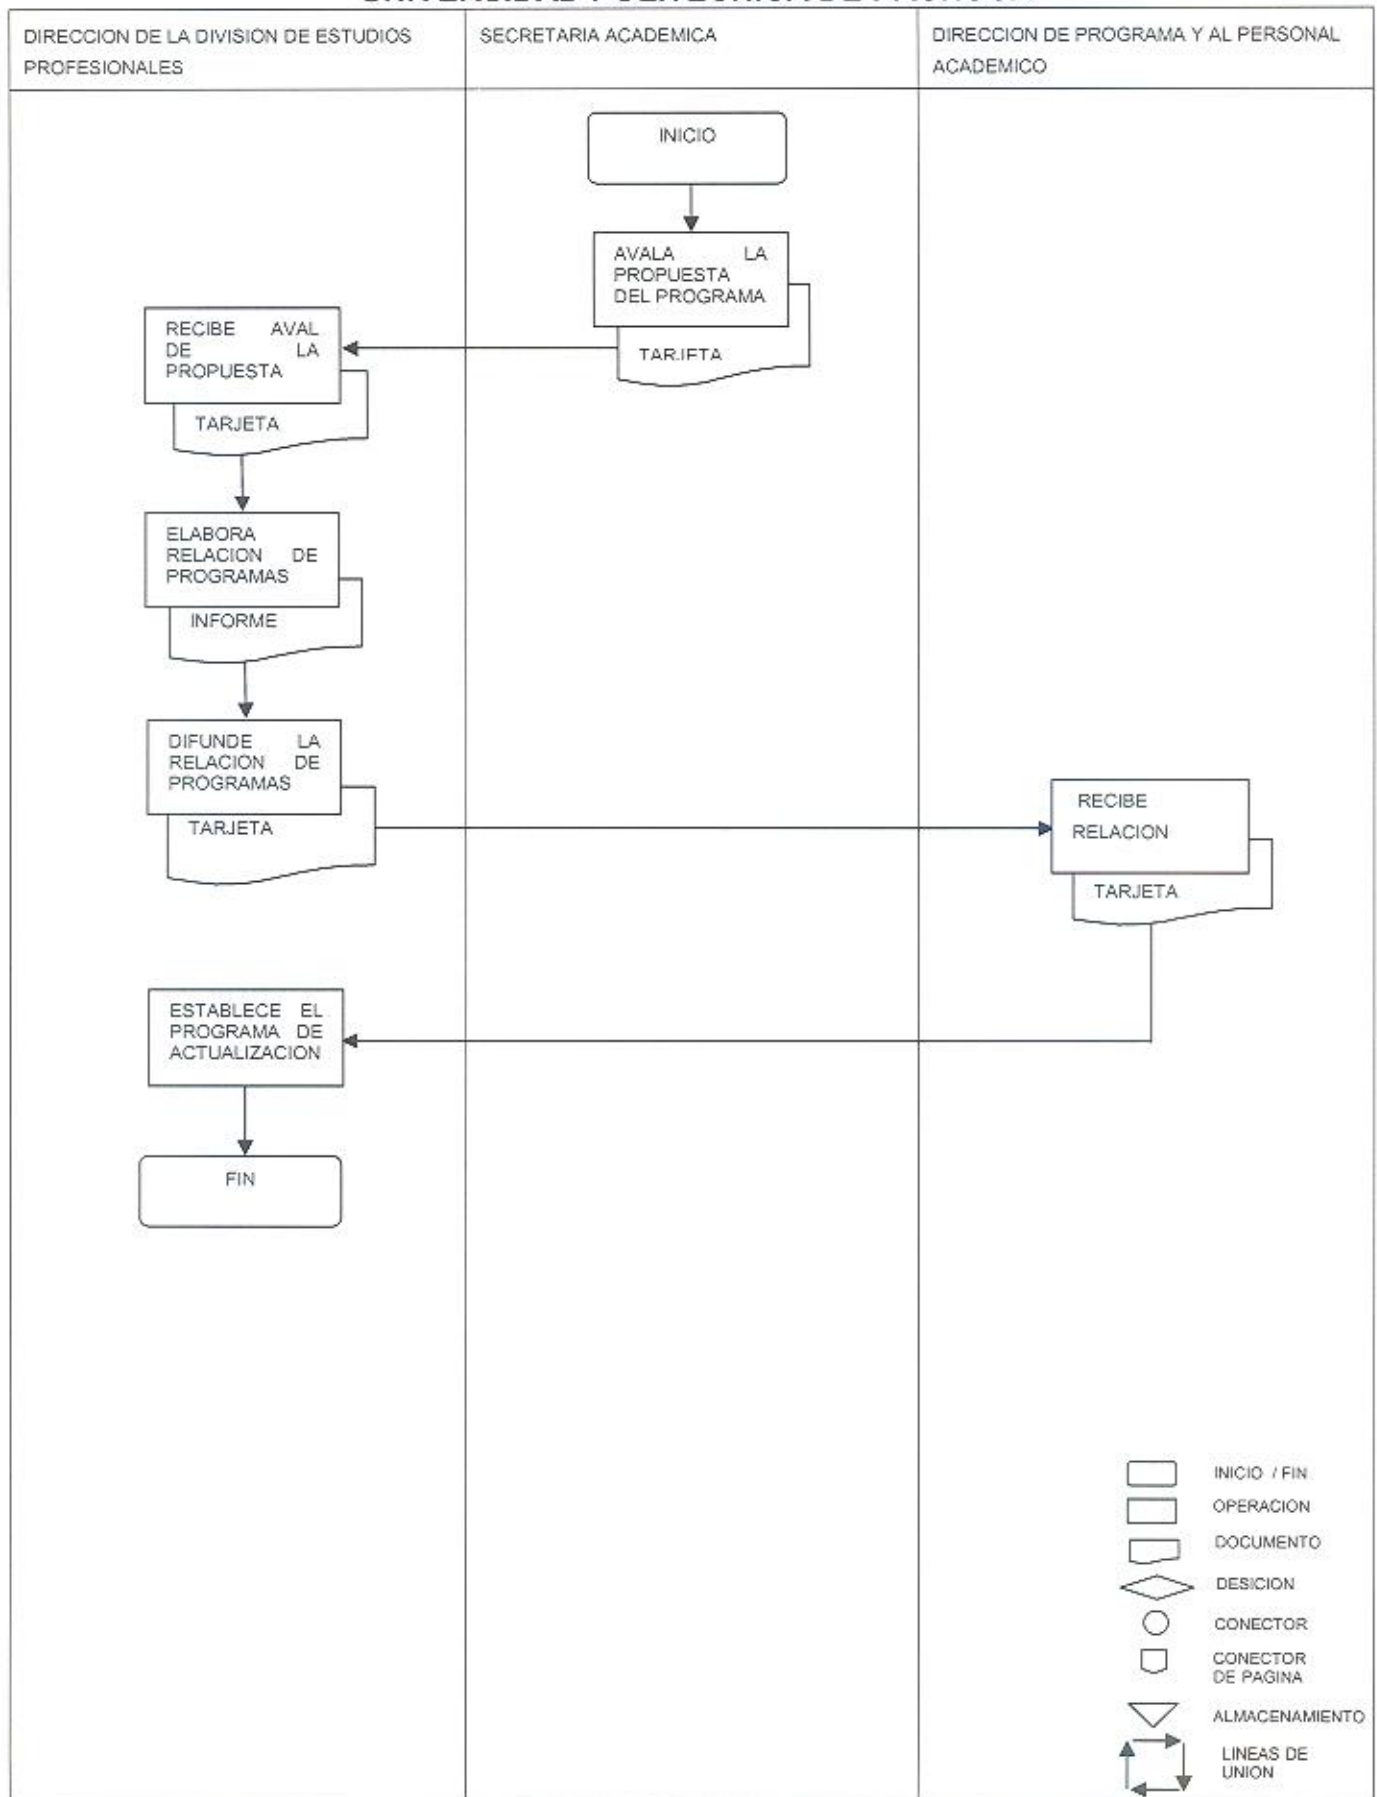 DIRECCION DE LA DIVISION DE ESTUDIOS
PROFESIONALES
SECRETARIA ACADEMICA
DIRECCION DE PROGRAMA Y AL PERSONAL
ACADEMICO
INICIO
AVALA LA
PROPUESTA
DEL PROGRAMA
TARJETA
RECIBE AVAL
DE LA
PROPUESTA
TARJETA
ELABORA
RELACION DE
PROGRAMAS
INFORME
DIFUNDE LA
RELACION DE
PROGRAMAS
TARJETA
RECIBE
RELACION
TARJETA
ESTABLECE EL
PROGRAMA DE
ACTUALIZACION
FIN
INICIO / FIN
OPERACION
DOCUMENTO
DESICION
CONECTOR
CONECTOR
DE PAGINA
ALMACENAMIENTO
LINEAS DE
UNION